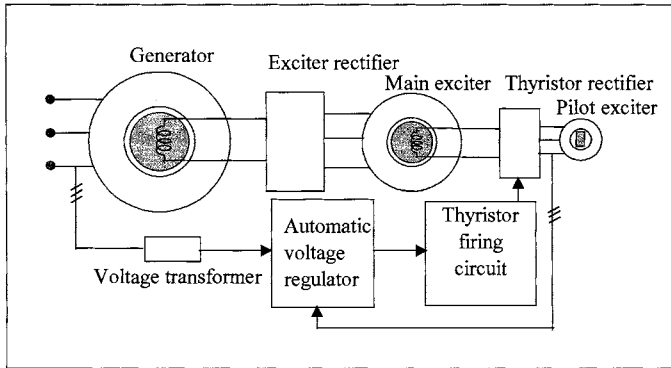 Generator
Exciter rectifier
Main exciter
Thyristor rectifier
Pilot exciter
Voltage transformer
Automatic
voltage
regulator
Thyristor
firing
circuit